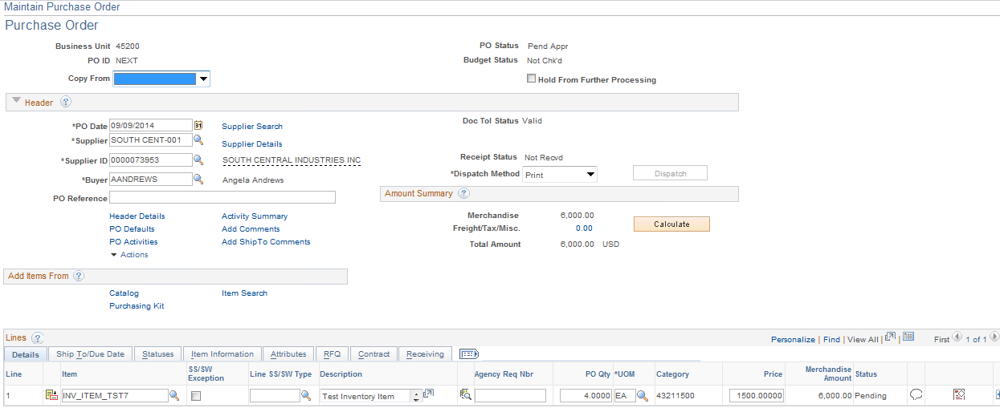 Maintain Purchase Order
Purchase Order
Business Unit 45200 PO Status Pend Appr
PO ID NEXT Budget Status Not Chk'd
Copy From Hold From Further Processing
Header
*PO Date 09/09/2014 31 Supplier Search Doc Tol Status Valid
*Supplier SOUTH CENT-001 Supplier Details
*Supplier ID 0000073953 SOUTH CENTRAL INDUSTRIES INC Receipt Status Not Recvd
*Buyer AANDREWS Angela Andrews *Dispatch Method Print Dispatch
PO Reference Amount Summary
Header Details Activity Summary Merchandise 6,000.00 Calculate
PO Defaults Add Comments Freight/Tax/Misc. 0.00
PO Activities Add ShipTo Comments Total Amount 6,000.00 USD
Actions
Add Items From
Catalog Item Search
Purchasing Kit
Lines Personalize | Find | View All | | First 1 of 1
Details Ship To/Due Date Statuses Item Information Attributes RFQ Contract Receiving
Line Item SS/SW Exception Line SS/SW Type Description Agency Req Nbr PO Qty *UOM Category Price Merchandise Amount Status
1 INV_ITEM_TST7 Test Inventory Item 4.0000 EA 43211500 1500.00000 6,000.00 Pending